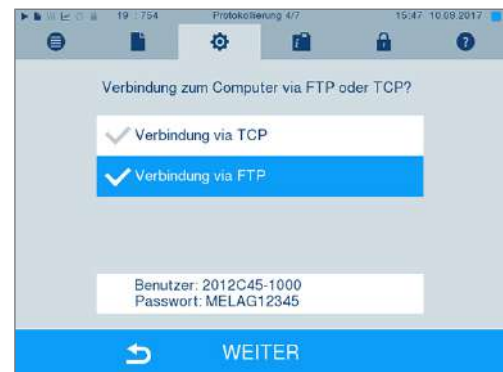 19 : 754 Protokollierung 4/7 15:47 10.08.2017
Verbindung zum Computer via FTP oder TCP?
Verbindung via TCP
Verbindung via FTP
Benutzer: 2012C45-1000
Passwort: MELAG12345
WEITER